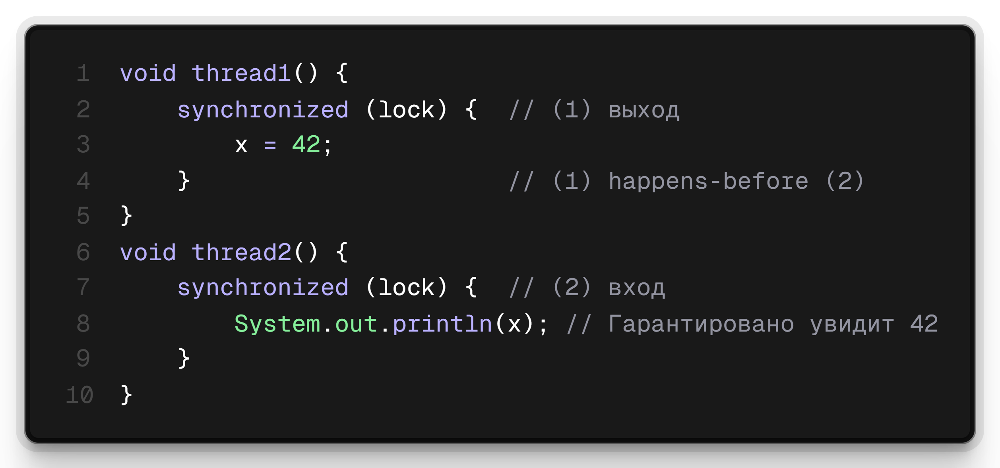 1 void thread1() {
2     synchronized (lock) {  // (1) выход
3         x = 42;
4     }                      // (1) happens-before (2)
5 }
6 void thread2() {
7     synchronized (lock) {  // (2) вход
8         System.out.println(x); // Гарантировано увидит 42
9     }
10 }